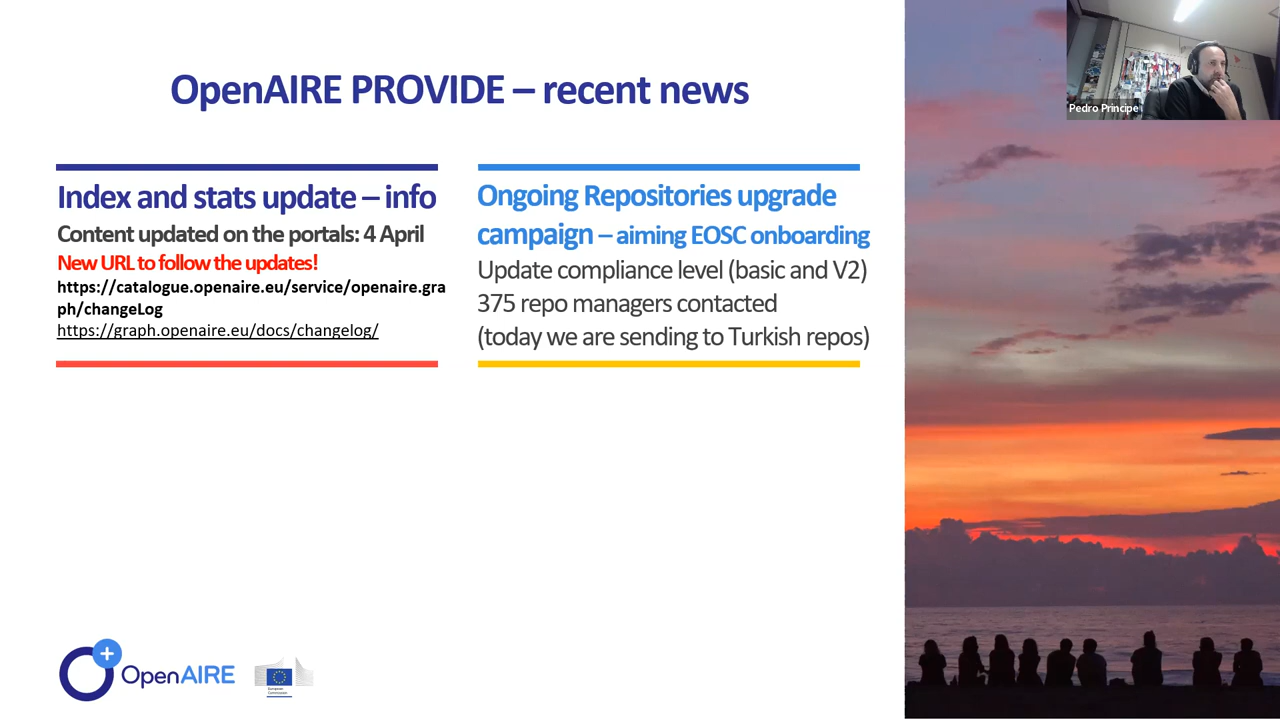 OpenAIRE PROVIDE – recent news
Pedro Principe
Index and stats update – info
Content updated on the portals: 4 April
New URL to follow the updates!
https://catalogue.openaire.eu/service/openaire.gra
ph/changeLog
https://graph.openaire.eu/docs/changelog/
Ongoing Repositories upgrade
campaign – aiming EOSC onboarding
Update compliance level (basic and V2)
375 repo managers contacted
(today we are sending to Turkish repos)
OpenAIRE
European
Commission